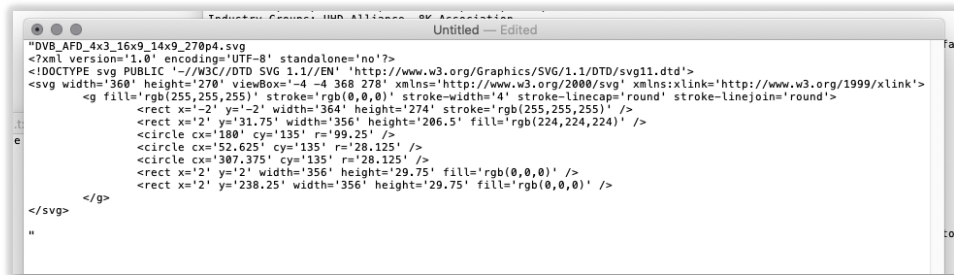 Industry Groups: UHD Alliance, 8K Association
Untitled — Edited
"DVB_AFD_4x3_16x9_14x9_270p4.svg
<?xml version='1.0' encoding='UTF-8' standalone='no'?>
<!DOCTYPE svg PUBLIC '-//W3C//DTD SVG 1.1//EN' 'http://www.w3.org/Graphics/SVG/1.1/DTD/svg11.dtd'>
<svg width='360' height='270' viewBox='-4 -4 368 278' xmlns='http://www.w3.org/2000/svg' xmlns:xlink='http://www.w3.org/1999/xlink'>
<g fill='rgb(255,255,255)' stroke='rgb(0,0,0)' stroke-width='4' stroke-linecap='round' stroke-linejoin='round'>
<rect x='-2' y='-2' width='364' height='274' stroke='rgb(255,255,255)' />
<rect x='2' y='31.75' width='356' height='206.5' fill='rgb(224,224,224)' />
<circle cx='180' cy='135' r='99.25' />
<circle cx='52.625' cy='135' r='28.125' />
<circle cx='307.375' cy='135' r='28.125' />
<rect x='2' y='2' width='356' height='29.75' fill='rgb(0,0,0)' />
<rect x='2' y='238.25' width='356' height='29.75' fill='rgb(0,0,0)' />
</g>
</svg>
"